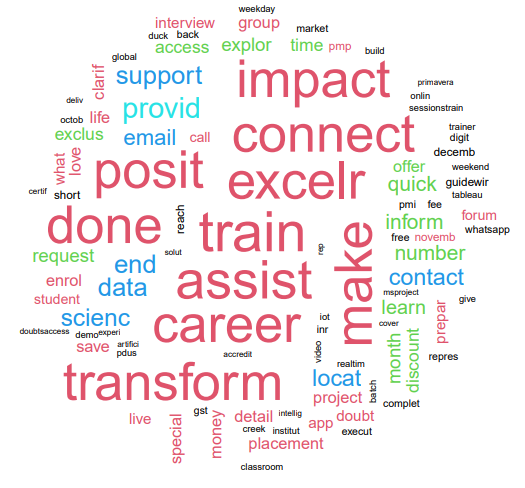 weekday
interview group market
duck back
access explor time pmp
global build
clarif support impact
primavera
deliv provid onlin
sessionstrain
octob life
exclus email call connect trainer
digit
decemb
what love posit excelr offer weekend
quick guidewir
certif short tableau
pmi fee
done reach train make inform forum
free novemb whatsapp
request solut rep number
end assist contact
enrol data msproject
student learn give
scienc career iot cover prepar
doubtsaccess demo experi inr
save artifici video month discount
pdus accredit repres
realtim
transform locat batch
project complet
live special gst money detail intellig app doubt
creek institut execut
placement
classroom